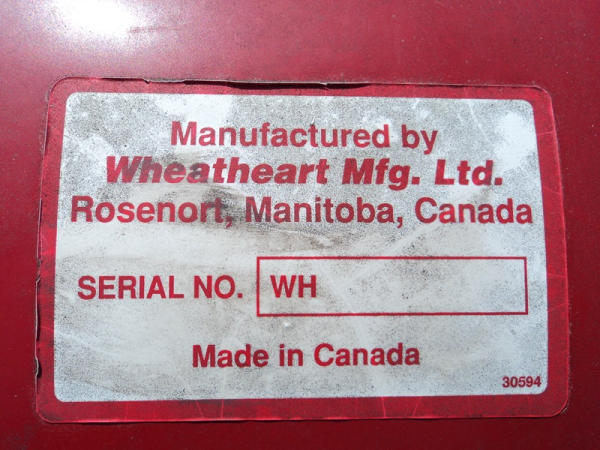 Manufactured by
Wheatheart Mfg. Ltd.
Rosenort, Manitoba, Canada
SERIAL NO. WH
Made in Canada
30594